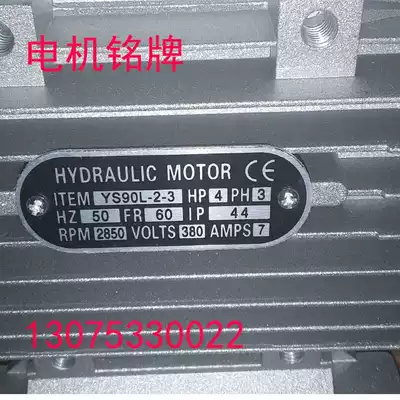 电机铭牌
HYDRAULIC MOTOR CE
ITEM YS90L-2-3 HP 4 PH 3
HZ 50 FR 60 IP 44
RPM 2850 VOLTS 380 AMPS 7
13075330022